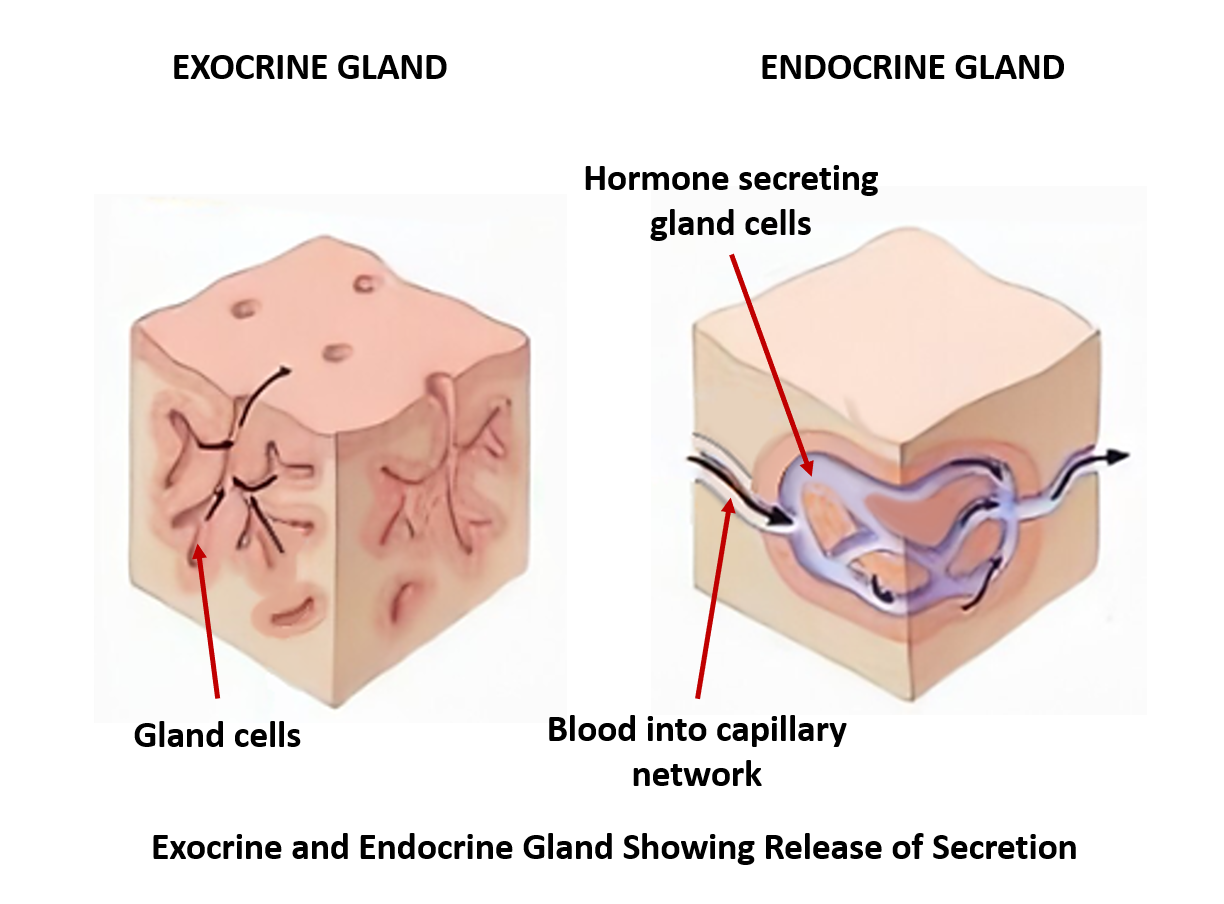 EXOCRINE GLAND
ENDOCRINE GLAND
Hormone secreting
gland cells
Gland cells
Blood into capillary
network
Exocrine and Endocrine Gland Showing Release of Secretion